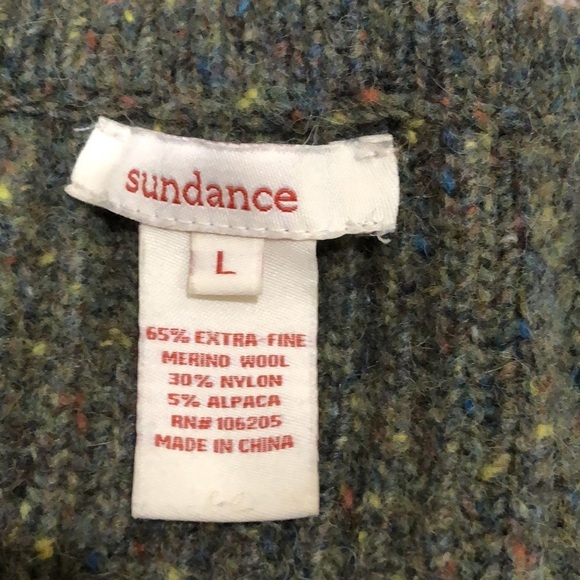 sundance
L
65% EXTRA-FINE
MERINO WOOL
30% NYLON
5% ALPACA
RN# 106205
MADE IN CHINA